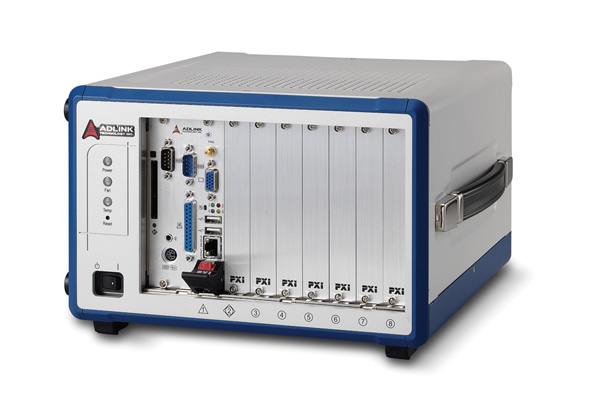 ADLINK
TECHNOLOGY INC.
ADLINK
Power
Fan
Temp
Reset
PXI PXI PXI PXI PXI PXI PXI
1 2 3 4 5 6 7 8